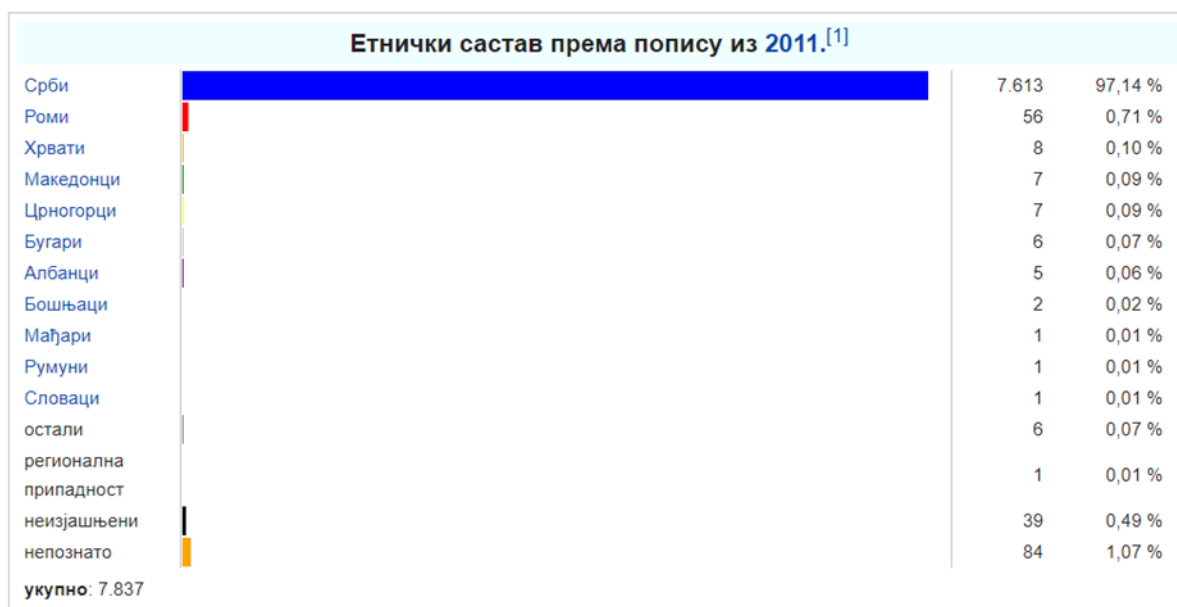 Етнички састав према попису из 2011.[1]
Срби 7.613 97,14 %
Роми 56 0,71 %
Хрвати 8 0,10 %
Македонци 7 0,09 %
Црногорци 7 0,09 %
Бугари 6 0,07 %
Албанци 5 0,06 %
Бошњаци 2 0,02 %
Мађари 1 0,01 %
Румуни 1 0,01 %
Словаци 1 0,01 %
остали 6 0,07 %
регионална
припадност 1 0,01 %
неизјашњени 39 0,49 %
непознато 84 1,07 %
укупно: 7.837